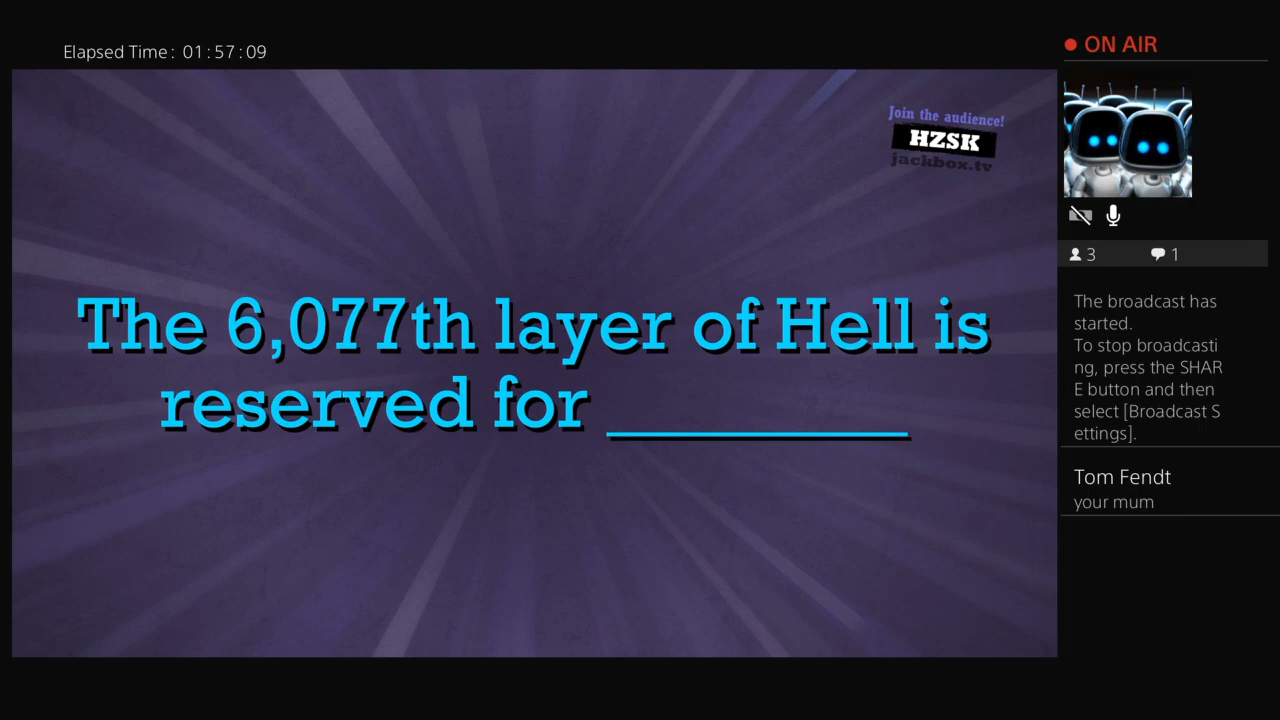 Elapsed Time: 01:57:09
ON AIR
Join the audience!
HZSK
jackbox.tv
The 6,077th layer of Hell is
reserved for __________
3 1
The broadcast has
started.
To stop broadcasti
ng, press the SHAR
E button and then
select [Broadcast S
ettings].
Tom Fendt
your mum